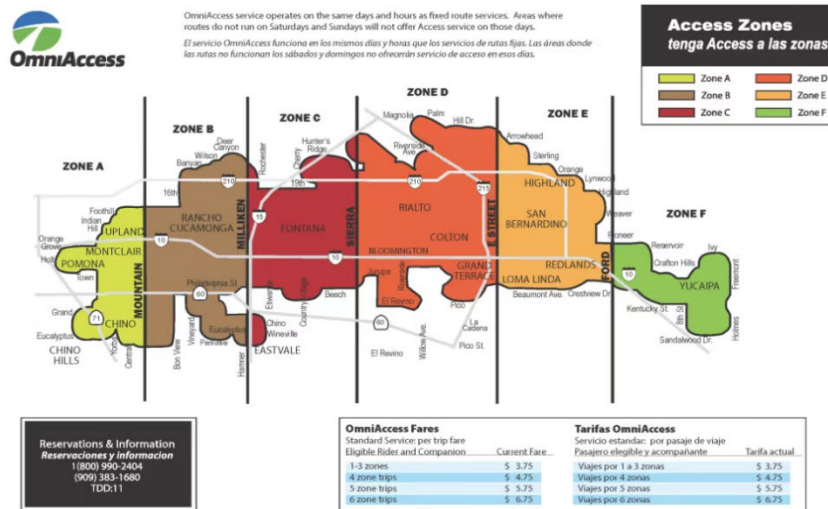 OmniAccess
OmniAccess service operates on the same days and hours as fixed route services. Areas where
routes do not run on Saturdays and Sundays will not offer Access service on those days.
El servicio OmniAccess funciona en los mismos días y horas que los servicios de rutas fijas. Las áreas donde
las rutas no funcionan los sábados y domingos no ofrecerán servicio de acceso en esos días.
Access Zones
tenga Access a las zonas
Zone A
Zone D
Zone B
Zone E
Zone C
Zone F
ZONE A
ZONE B
ZONE C
ZONE D
ZONE E
ZONE F
Magnolia
Palm
Hill Dr.
Riverside
Ave.
Arrowhead
Sterling
Orange
Lynwood
Highland
Weaver
Pioneer
Deer
Canyon
Wilson
Banyan
16th
Rochester
Cherry
Hunter's
Ridge
19th
210
210
215
15
10
10
10
60
60
71
Foothill
Indian
Hill
Orange
Grove
Holt
UPLAND
MONTCLAIR
POMONA
Town
MOUNTAIN
Grand
CHINO
Eucalyptus
CHINO
HILLS
Yorba
Central
RANCHO
CUCAMONGA
MILLIKEN
Philadelphia St.
Bon View
Vineyard
Eucalyptus
Parkview
Hamner
Chino
Wineville
EASTVALE
FONTANA
Etiwanda
Country Village
Beech
SIERRA
RIALTO
COLTON
BLOOMINGTON
Jurupa
Riverside
El Revino
El Revino
GRAND
TERRACE
Pico
La
Cadena
Willow Ave.
Pico St.
E STREET
HIGHLAND
SAN
BERNARDINO
REDLANDS
LOMA LINDA
Beaumont Ave.
Crestview Dr.
FORD
Reservoir
Crafton Hills
Ivy
Freemont
YUCAIPA
Kentucky St.
8th St
Sandalwood Dr.
Holmes
Reservations & Information
Reservaciones y informacion
1(800) 990-2404
(909) 383-1680
TDD:11
OmniAccess Fares
Standard Service: per trip fare
Eligible Rider and Companion Current Fare
1-3 zones $ 3.75
4 zone trips $ 4.75
5 zone trips $ 5.75
6 zone trips $ 6.75
Tarifas OmniAccess
Servicio estandar: por pasaje de viaje
Pasajero elegible y acompañante Tarifa actual
Viajes por 1 a 3 zonas $ 3.75
Viajes por 4 zonas $ 4.75
Viajes por 5 zonas $ 5.75
Viajes por 6 zonas $ 6.75